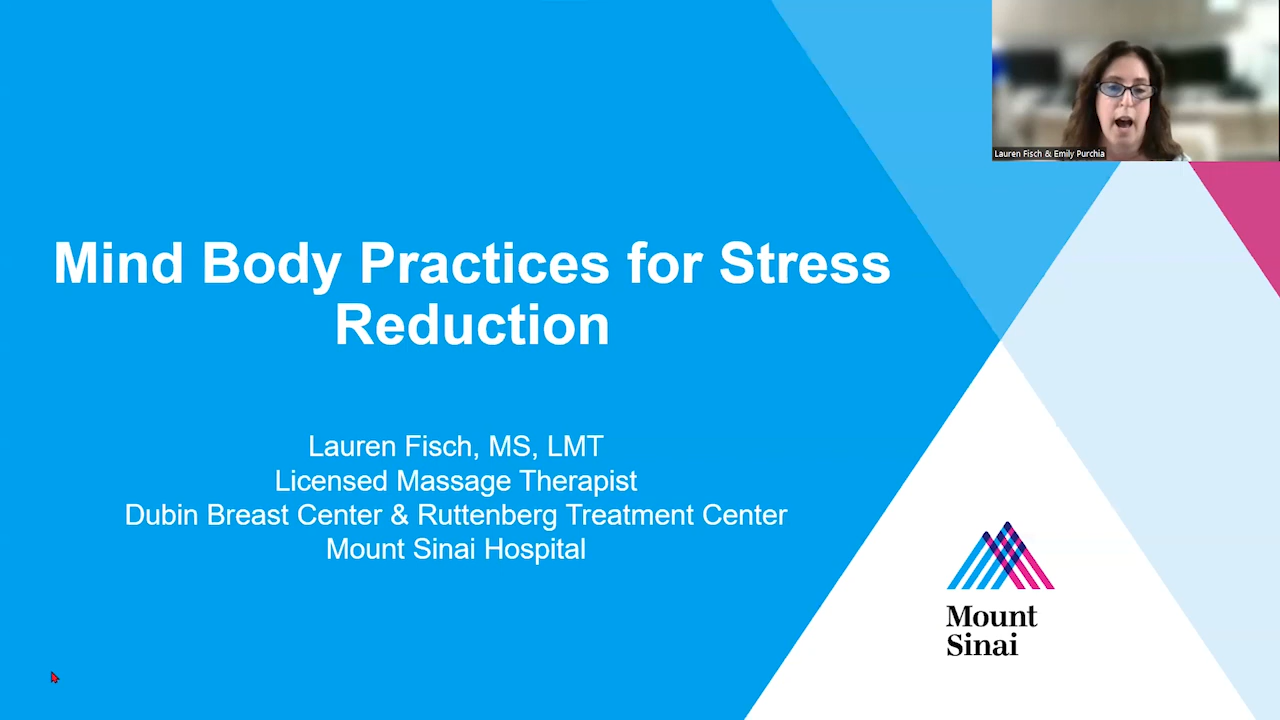 Lauren Fisch & Emily Purchia
Mind Body Practices for Stress
Reduction
Lauren Fisch, MS, LMT
Licensed Massage Therapist
Dubin Breast Center & Ruttenberg Treatment Center
Mount Sinai Hospital
Mount
Sinai